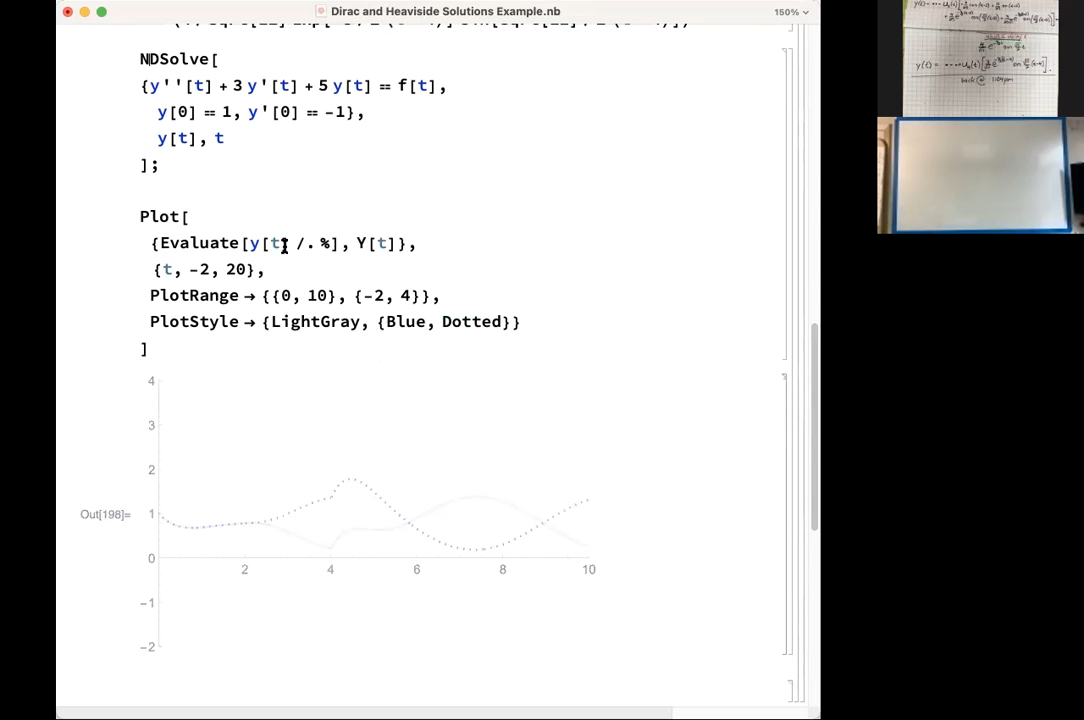 Dirac and Heaviside Solutions Example.nb
150%
NDSolve[
{y''[t] + 3 y'[t] + 5 y[t] == f[t],
y[0] == 1, y'[0] == -1},
y[t], t
];
Plot[
{Evaluate[y[t] /. %], Y[t]},
{t, -2, 20},
PlotRange → {{0, 10}, {-2, 4}},
PlotStyle → {LightGray, {Blue, Dotted}}
]
Out[198]=
4
3
2
1
0
-1
-2
2
4
6
8
10